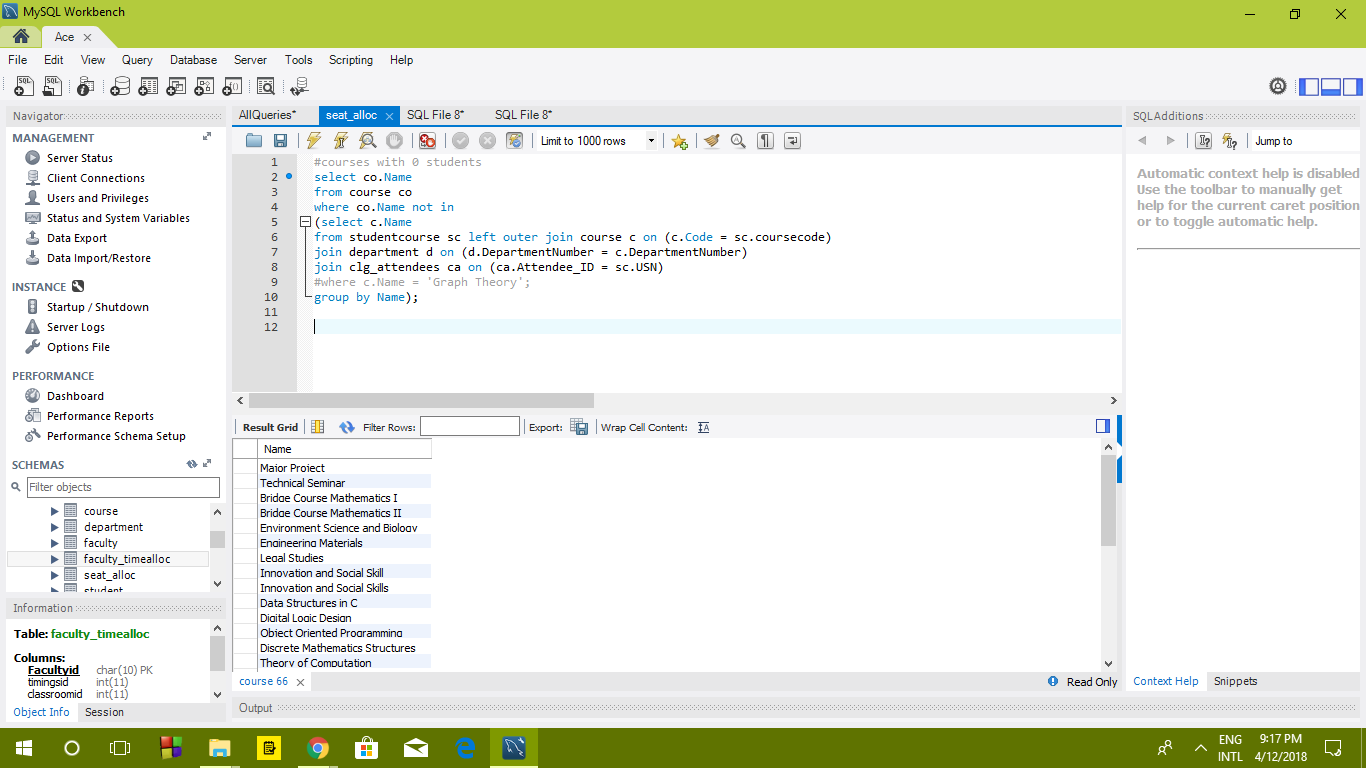 MySQL Workbench
Ace
File Edit View Query Database Server Tools Scripting Help
Navigator
MANAGEMENT
Server Status
Client Connections
Users and Privileges
Status and System Variables
Data Export
Data Import/Restore
INSTANCE
Startup / Shutdown
Server Logs
Options File
PERFORMANCE
Dashboard
Performance Reports
Performance Schema Setup
SCHEMAS
Filter objects
course
department
faculty
faculty_timealloc
seat_alloc
student
Information
Table: faculty_timealloc
Columns:
Facultyid char(10) PK
timingsid int(11)
classroomid int(11)
Object Info Session
AllQueries* seat_alloc SQL File 8* SQL File 8*
Limit to 1000 rows
1 #courses with 0 students
2 select co.Name
3 from course co
4 where co.Name not in
5 (select c.Name
6 from studentcourse sc left outer join course c on (c.Code = sc.coursecode)
7 join department d on (d.DepartmentNumber = c.DepartmentNumber)
8 join clg_attendees ca on (ca.Attendee_ID = sc.USN)
9 #where c.Name = 'Graph Theory';
10 group by Name);
11
12
Result Grid Filter Rows: Export: Wrap Cell Content:
Name
Major Project
Technical Seminar
Bridge Course Mathematics I
Bridge Course Mathematics II
Environment Science and Biology
Engineering Materials
Legal Studies
Innovation and Social Skill
Innovation and Social Skills
Data Structures in C
Digital Logic Design
Object Oriented Programming
Discrete Mathematics Structures
Theory of Computation
course 66
Read Only
Output
SQLAdditions
Jump to
Automatic context help is disabled
Use the toolbar to manually get
help for the current caret position
or to toggle automatic help.
Context Help Snippets
ENG
INTL
9:17 PM
4/12/2018